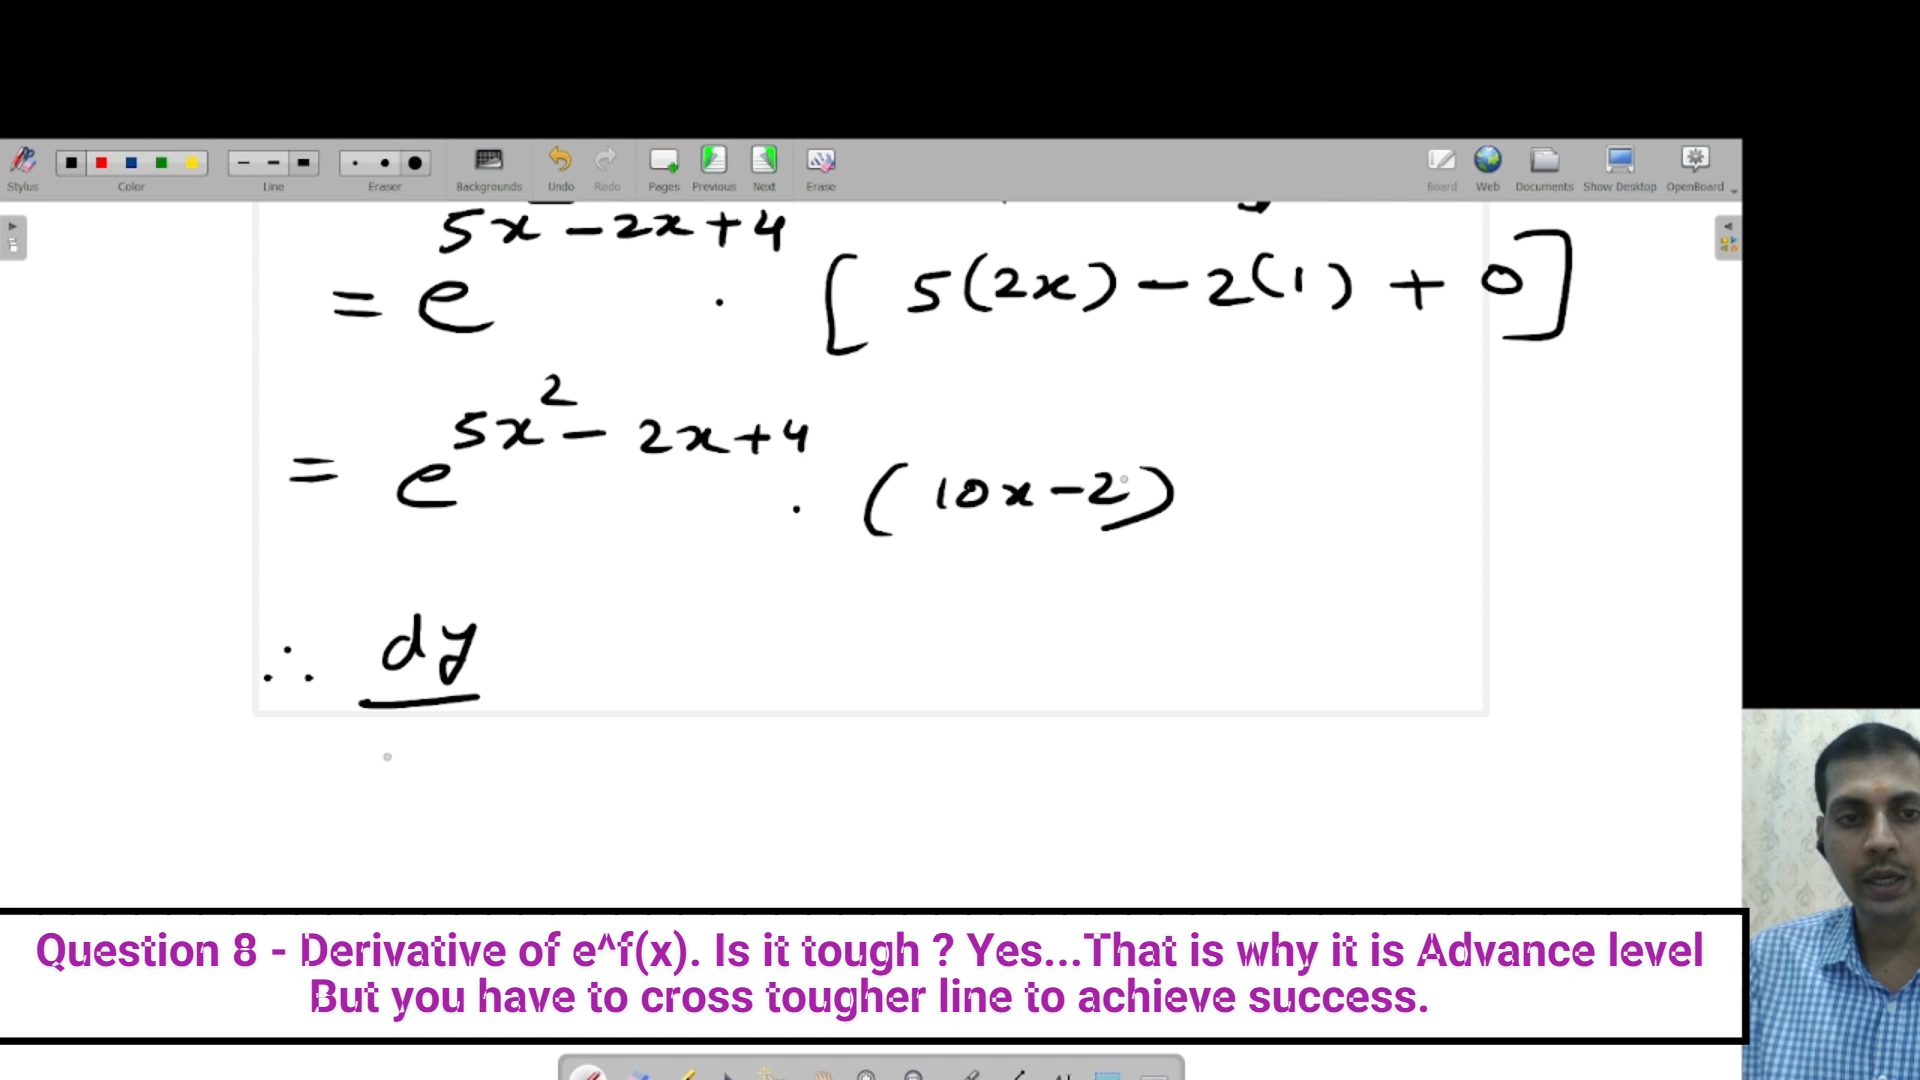 Stylus Color Line Eraser Backgrounds Undo Redo Pages Previous Next Erase Board Web Documents Show Desktop OpenBoard
5x - 2x + 4
= e . [ 5(2x) - 2(1) + 0 ]
5x² - 2x + 4
= e . ( 10x - 2 )
∴ dy
Question 8 - Derivative of e^f(x). Is it tough ? Yes...That is why it is Advance level
But you have to cross tougher line to achieve success.